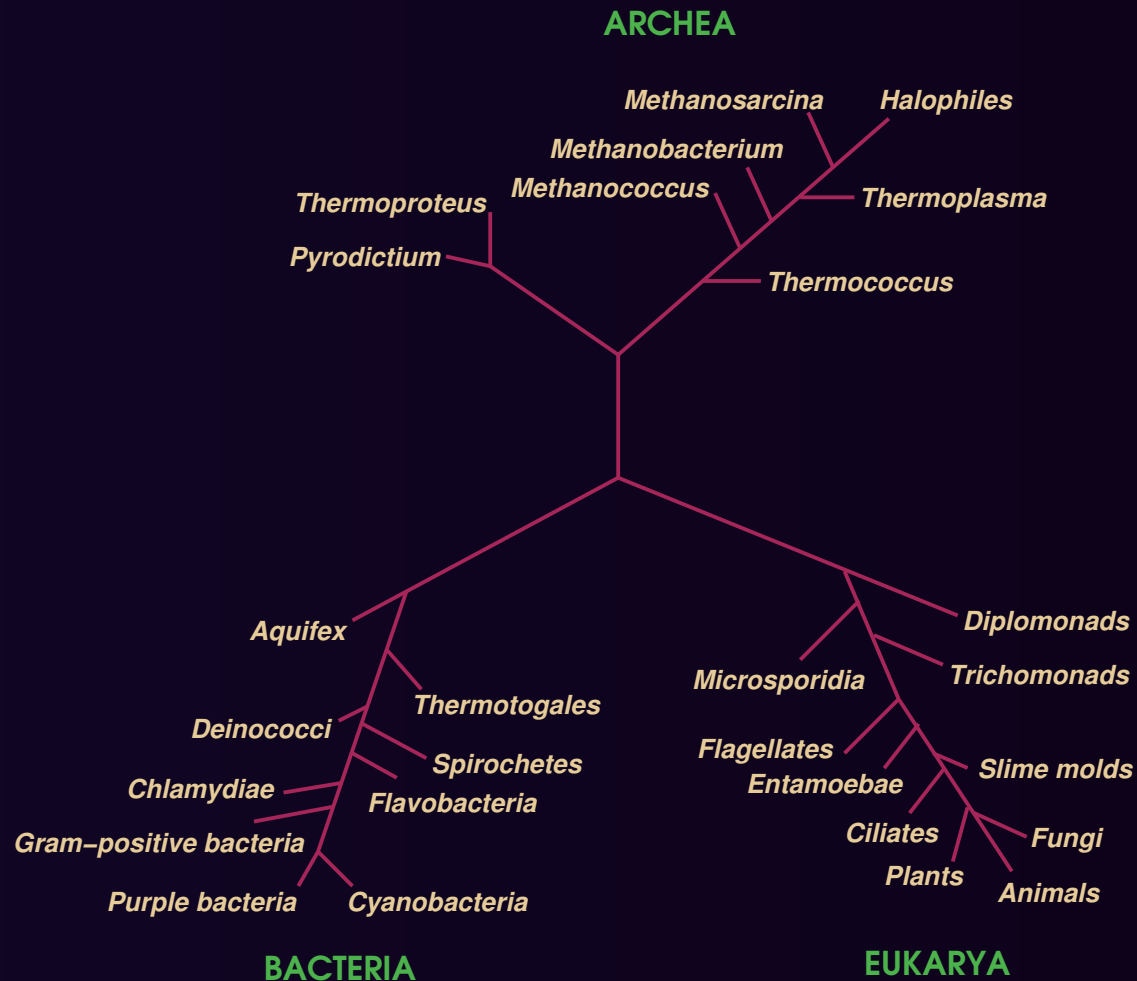 ARCHEA
Methanosarcina
Halophiles
Methanobacterium
Methanococcus
Thermoproteus
Thermoplasma
Pyrodictium
Thermococcus
Aquifex
Diplomonads
Microsporidia
Trichomonads
Thermotogales
Deinococci
Flagellates
Spirochetes
Slime molds
Entamoebae
Chlamydiae
Flavobacteria
Ciliates
Fungi
Gram–positive bacteria
Plants
Animals
Purple bacteria
Cyanobacteria
BACTERIA
EUKARYA